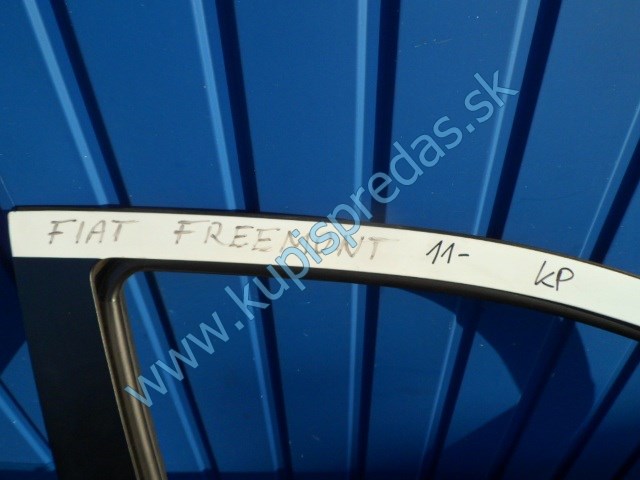 FIAT FREEMONT 11- KP
www.kupispredas.sk